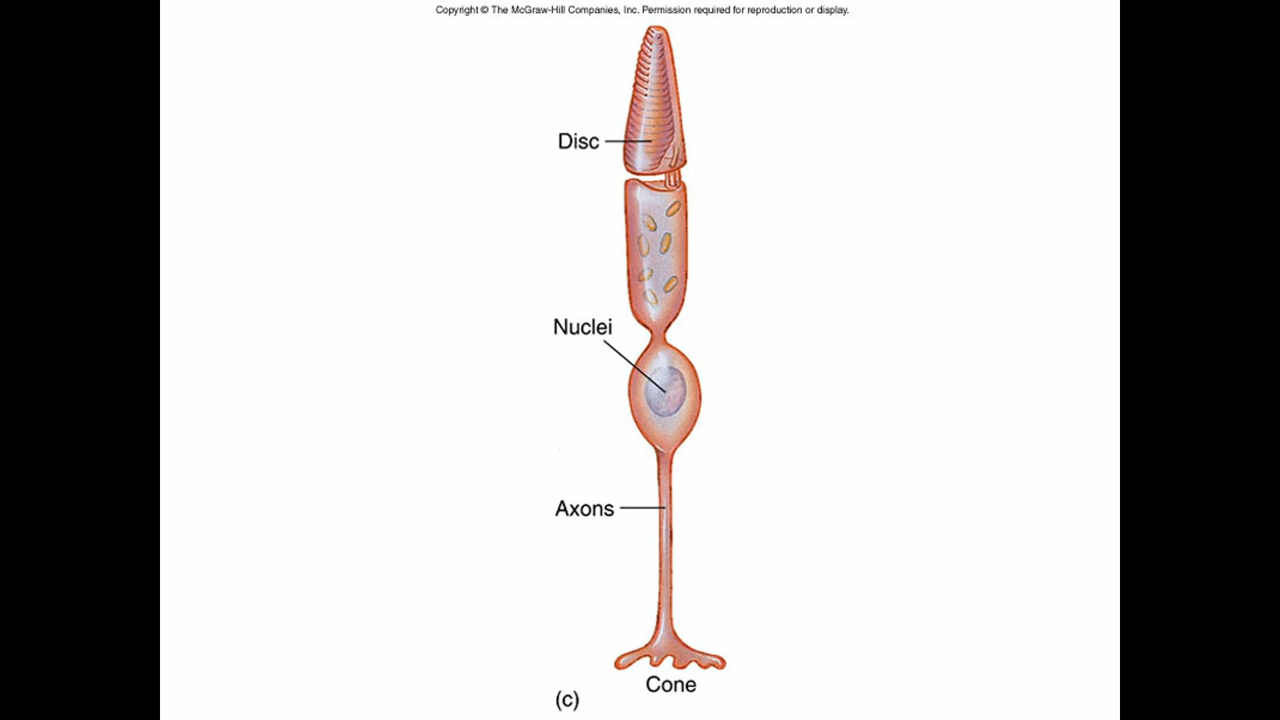 Copyright © The McGraw-Hill Companies, Inc. Permission required for reproduction or display.
Disc
Nuclei
Axons
Cone
(c)